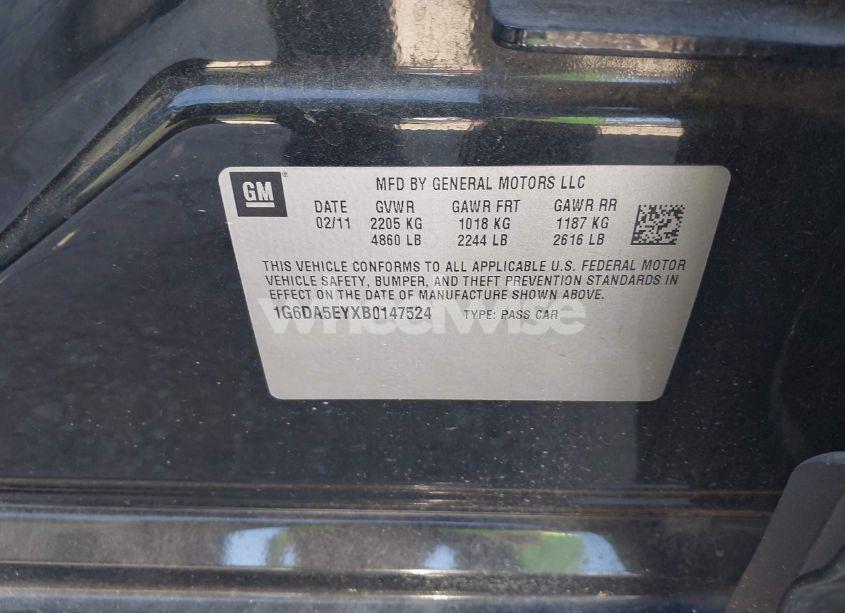 GM
MFD BY GENERAL MOTORS LLC
DATE GVWR GAWR FRT GAWR RR
02/11 2205 KG 1018 KG 1187 KG
4860 LB 2244 LB 2616 LB
THIS VEHICLE CONFORMS TO ALL APPLICABLE U.S. FEDERAL MOTOR
VEHICLE SAFETY, BUMPER, AND THEFT PREVENTION STANDARDS IN
EFFECT ON THE DATE OF MANUFACTURE SHOWN ABOVE.
1G6DA5EYXB0147524 TYPE: PASS CAR
wheelwise